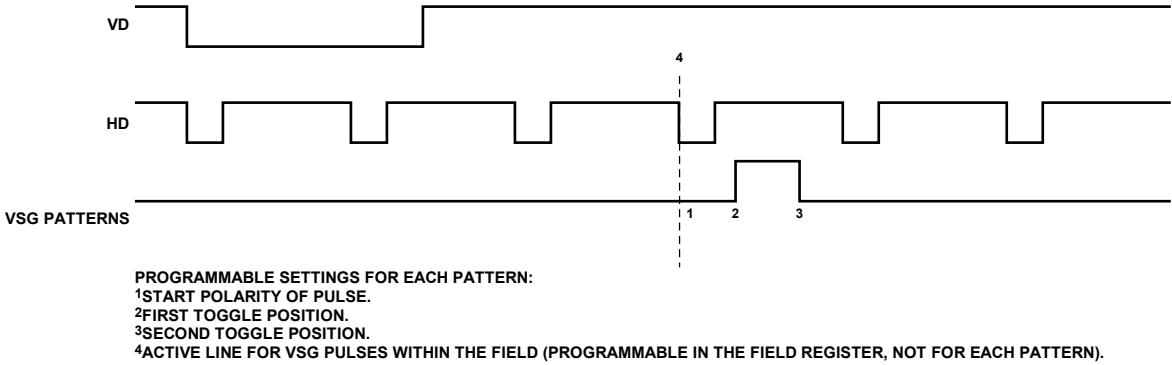 VD
4
HD
VSG PATTERNS
1 2 3
PROGRAMMABLE SETTINGS FOR EACH PATTERN:
1START POLARITY OF PULSE.
2FIRST TOGGLE POSITION.
3SECOND TOGGLE POSITION.
4ACTIVE LINE FOR VSG PULSES WITHIN THE FIELD (PROGRAMMABLE IN THE FIELD REGISTER, NOT FOR EACH PATTERN).